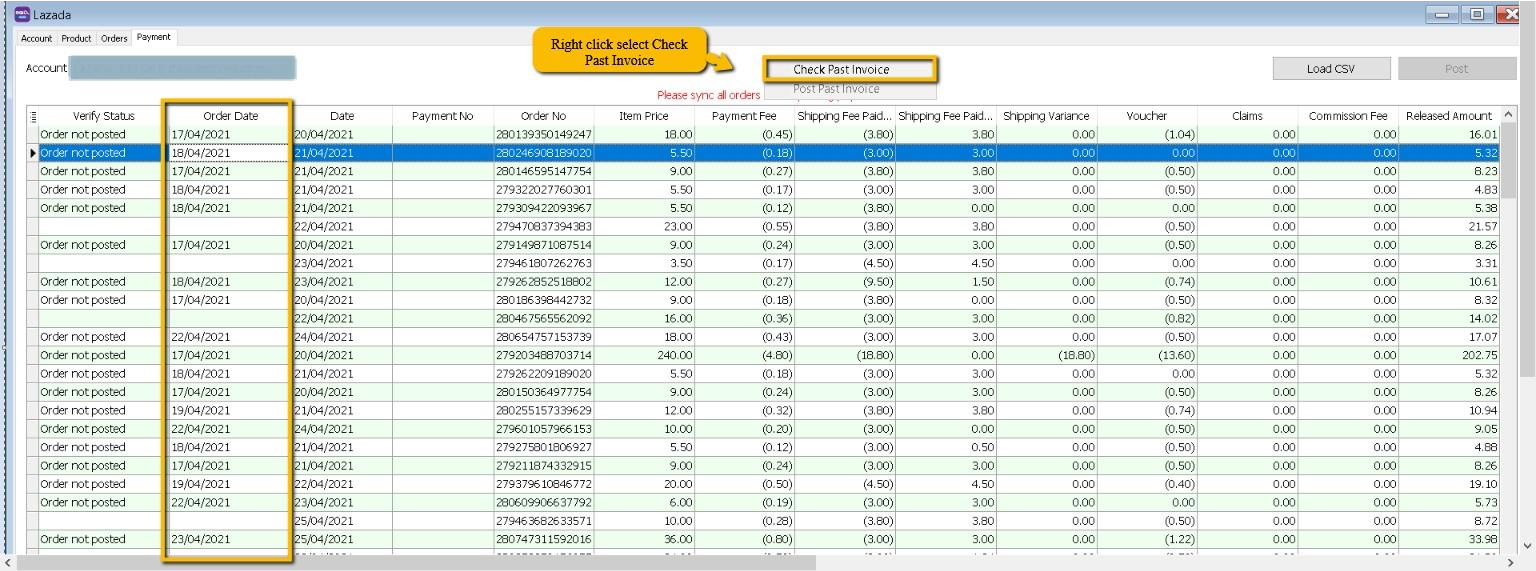 Lazada
Account Product Orders Payment
Right click select Check
Past Invoice
Account
Check Past Invoice
Load CSV Post
Post Past Invoice
Please sync all orders
Verify Status Order Date Date Payment No Order No Item Price Payment Fee Shipping Fee Paid... Shipping Fee Paid... Shipping Variance Voucher Claims Commission Fee Released Amount
Order not posted 17/04/2021 20/04/2021 280139350149247 18.00 (0.45) (3.80) 3.80 0.00 (1.04) 0.00 0.00 16.01
Order not posted 18/04/2021 21/04/2021 280246908189020 5.50 (0.18) (3.00) 3.00 0.00 0.00 0.00 0.00 5.32
Order not posted 17/04/2021 21/04/2021 280146595147754 9.00 (0.27) (3.80) 3.80 0.00 (0.50) 0.00 0.00 8.23
Order not posted 18/04/2021 21/04/2021 279322027760301 5.50 (0.17) (3.00) 3.00 0.00 (0.50) 0.00 0.00 4.83
Order not posted 18/04/2021 21/04/2021 279309422093967 5.50 (0.12) (3.80) 0.00 0.00 0.00 0.00 0.00 5.38
22/04/2021 279470837394383 23.00 (0.55) (3.80) 3.80 0.00 (0.50) 0.00 0.00 21.57
Order not posted 17/04/2021 20/04/2021 279149871087514 9.00 (0.24) (3.00) 3.00 0.00 (0.50) 0.00 0.00 8.26
23/04/2021 279461807262763 3.50 (0.17) (4.50) 4.50 0.00 0.00 0.00 0.00 3.31
Order not posted 18/04/2021 23/04/2021 279262852518802 12.00 (0.27) (9.50) 1.50 0.00 (0.74) 0.00 0.00 10.61
Order not posted 17/04/2021 20/04/2021 280186398442732 9.00 (0.18) (3.80) 0.00 0.00 (0.50) 0.00 0.00 8.32
22/04/2021 280467565562092 16.00 (0.36) (3.00) 3.00 0.00 (0.82) 0.00 0.00 14.02
Order not posted 22/04/2021 24/04/2021 280654757153739 18.00 (0.43) (3.00) 3.00 0.00 (0.50) 0.00 0.00 17.07
Order not posted 17/04/2021 20/04/2021 279203488703714 240.00 (4.80) (18.80) 0.00 (18.80) (13.60) 0.00 0.00 202.75
Order not posted 18/04/2021 21/04/2021 279262209189020 5.50 (0.18) (3.00) 3.00 0.00 0.00 0.00 0.00 5.32
Order not posted 17/04/2021 20/04/2021 280150364977754 9.00 (0.24) (3.00) 3.00 0.00 (0.50) 0.00 0.00 8.26
Order not posted 19/04/2021 21/04/2021 280255157339629 12.00 (0.32) (3.80) 3.80 0.00 (0.74) 0.00 0.00 10.94
Order not posted 22/04/2021 24/04/2021 279601057966153 10.00 (0.20) (3.00) 0.00 0.00 (0.50) 0.00 0.00 9.05
Order not posted 18/04/2021 21/04/2021 279275801806927 5.50 (0.12) (3.00) 0.50 0.00 (0.50) 0.00 0.00 4.88
Order not posted 17/04/2021 21/04/2021 279211874332915 9.00 (0.24) (3.00) 3.00 0.00 (0.50) 0.00 0.00 8.26
Order not posted 19/04/2021 22/04/2021 279379610846772 20.00 (0.50) (4.50) 4.50 0.00 (0.40) 0.00 0.00 19.10
Order not posted 22/04/2021 23/04/2021 280609906637792 6.00 (0.19) (3.00) 3.00 0.00 0.00 0.00 0.00 5.73
25/04/2021 279463682633571 10.00 (0.28) (3.80) 3.80 0.00 (0.50) 0.00 0.00 8.72
Order not posted 23/04/2021 25/04/2021 280747311592016 36.00 (0.80) (3.00) 3.00 0.00 (1.22) 0.00 0.00 33.98